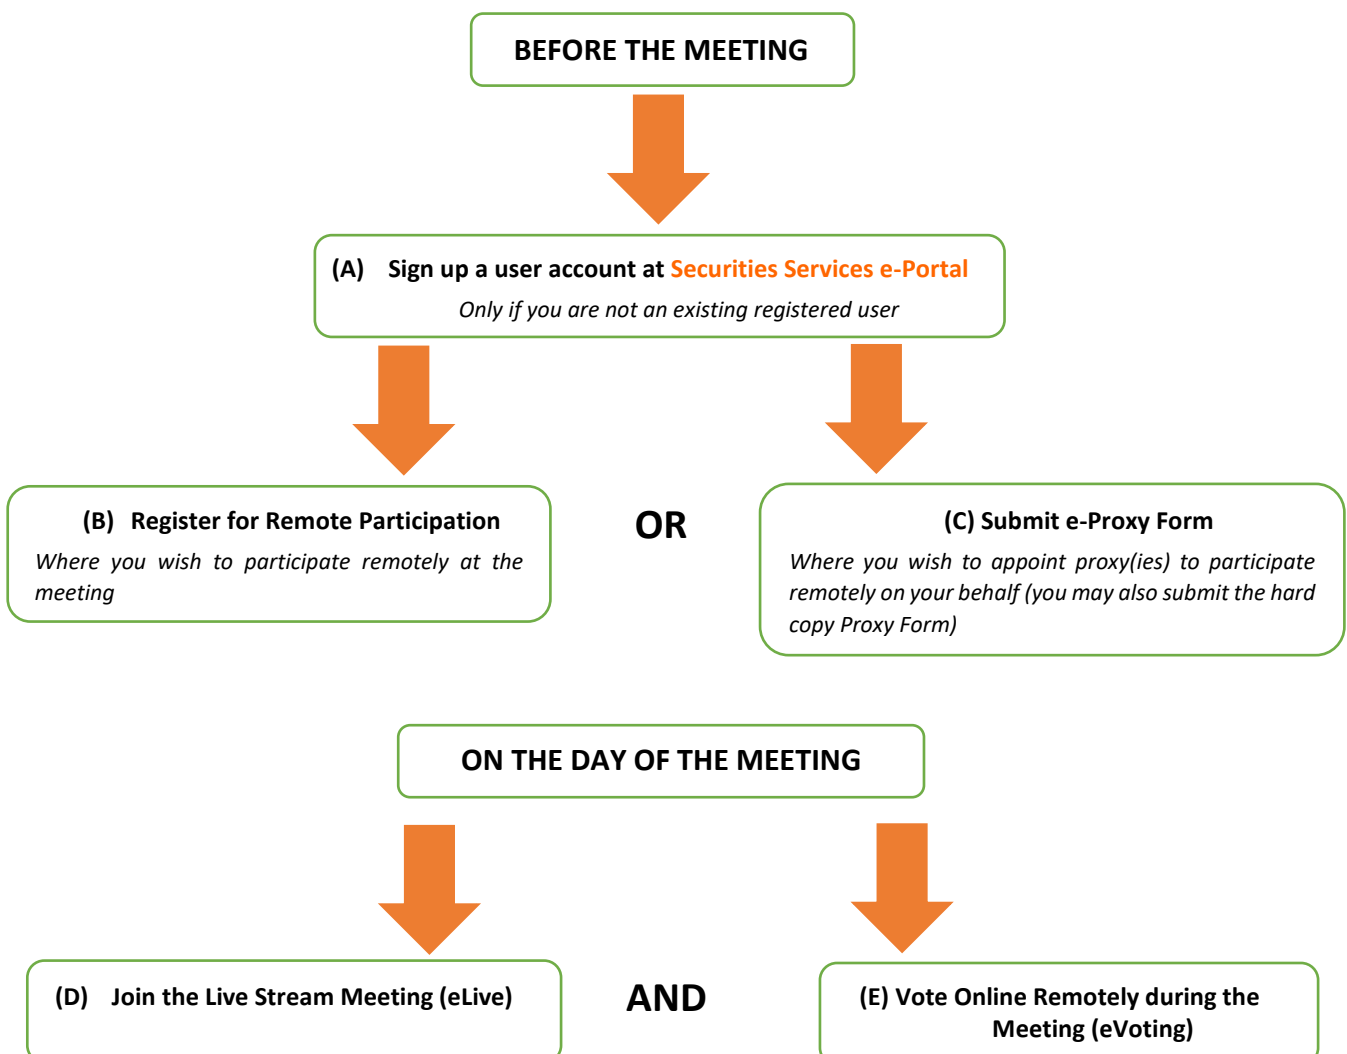 BEFORE THE MEETING
(A) Sign up a user account at Securities Services e-Portal
Only if you are not an existing registered user
(B) Register for Remote Participation
Where you wish to participate remotely at the
meeting
OR
(C) Submit e-Proxy Form
Where you wish to appoint proxy(ies) to participate
remotely on your behalf (you may also submit the hard
copy Proxy Form)
ON THE DAY OF THE MEETING
(D) Join the Live Stream Meeting (eLive)
AND
(E) Vote Online Remotely during the
Meeting (eVoting)